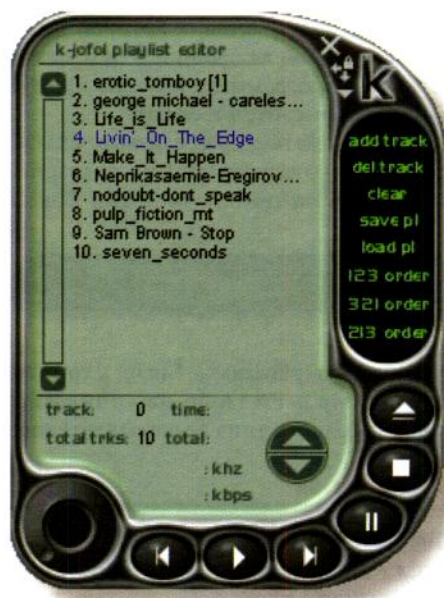 k-jofol playlist editor
k
1. erotic_tomboy[1]
2. george michael - careles...
3. Life_is_Life
4. Livin'_On_The_Edge
5. Make_It_Happen
6. Neprikasaemie-Eregirov...
7. nodoubt-dont_speak
8. pulp_fiction_mt
9. Sam Brown - Stop
10. seven_seconds
add track
del track
clear
save pl
load pl
123 order
321 order
213 order
track: 0 time:
total trks: 10 total:
:khz
:kbps